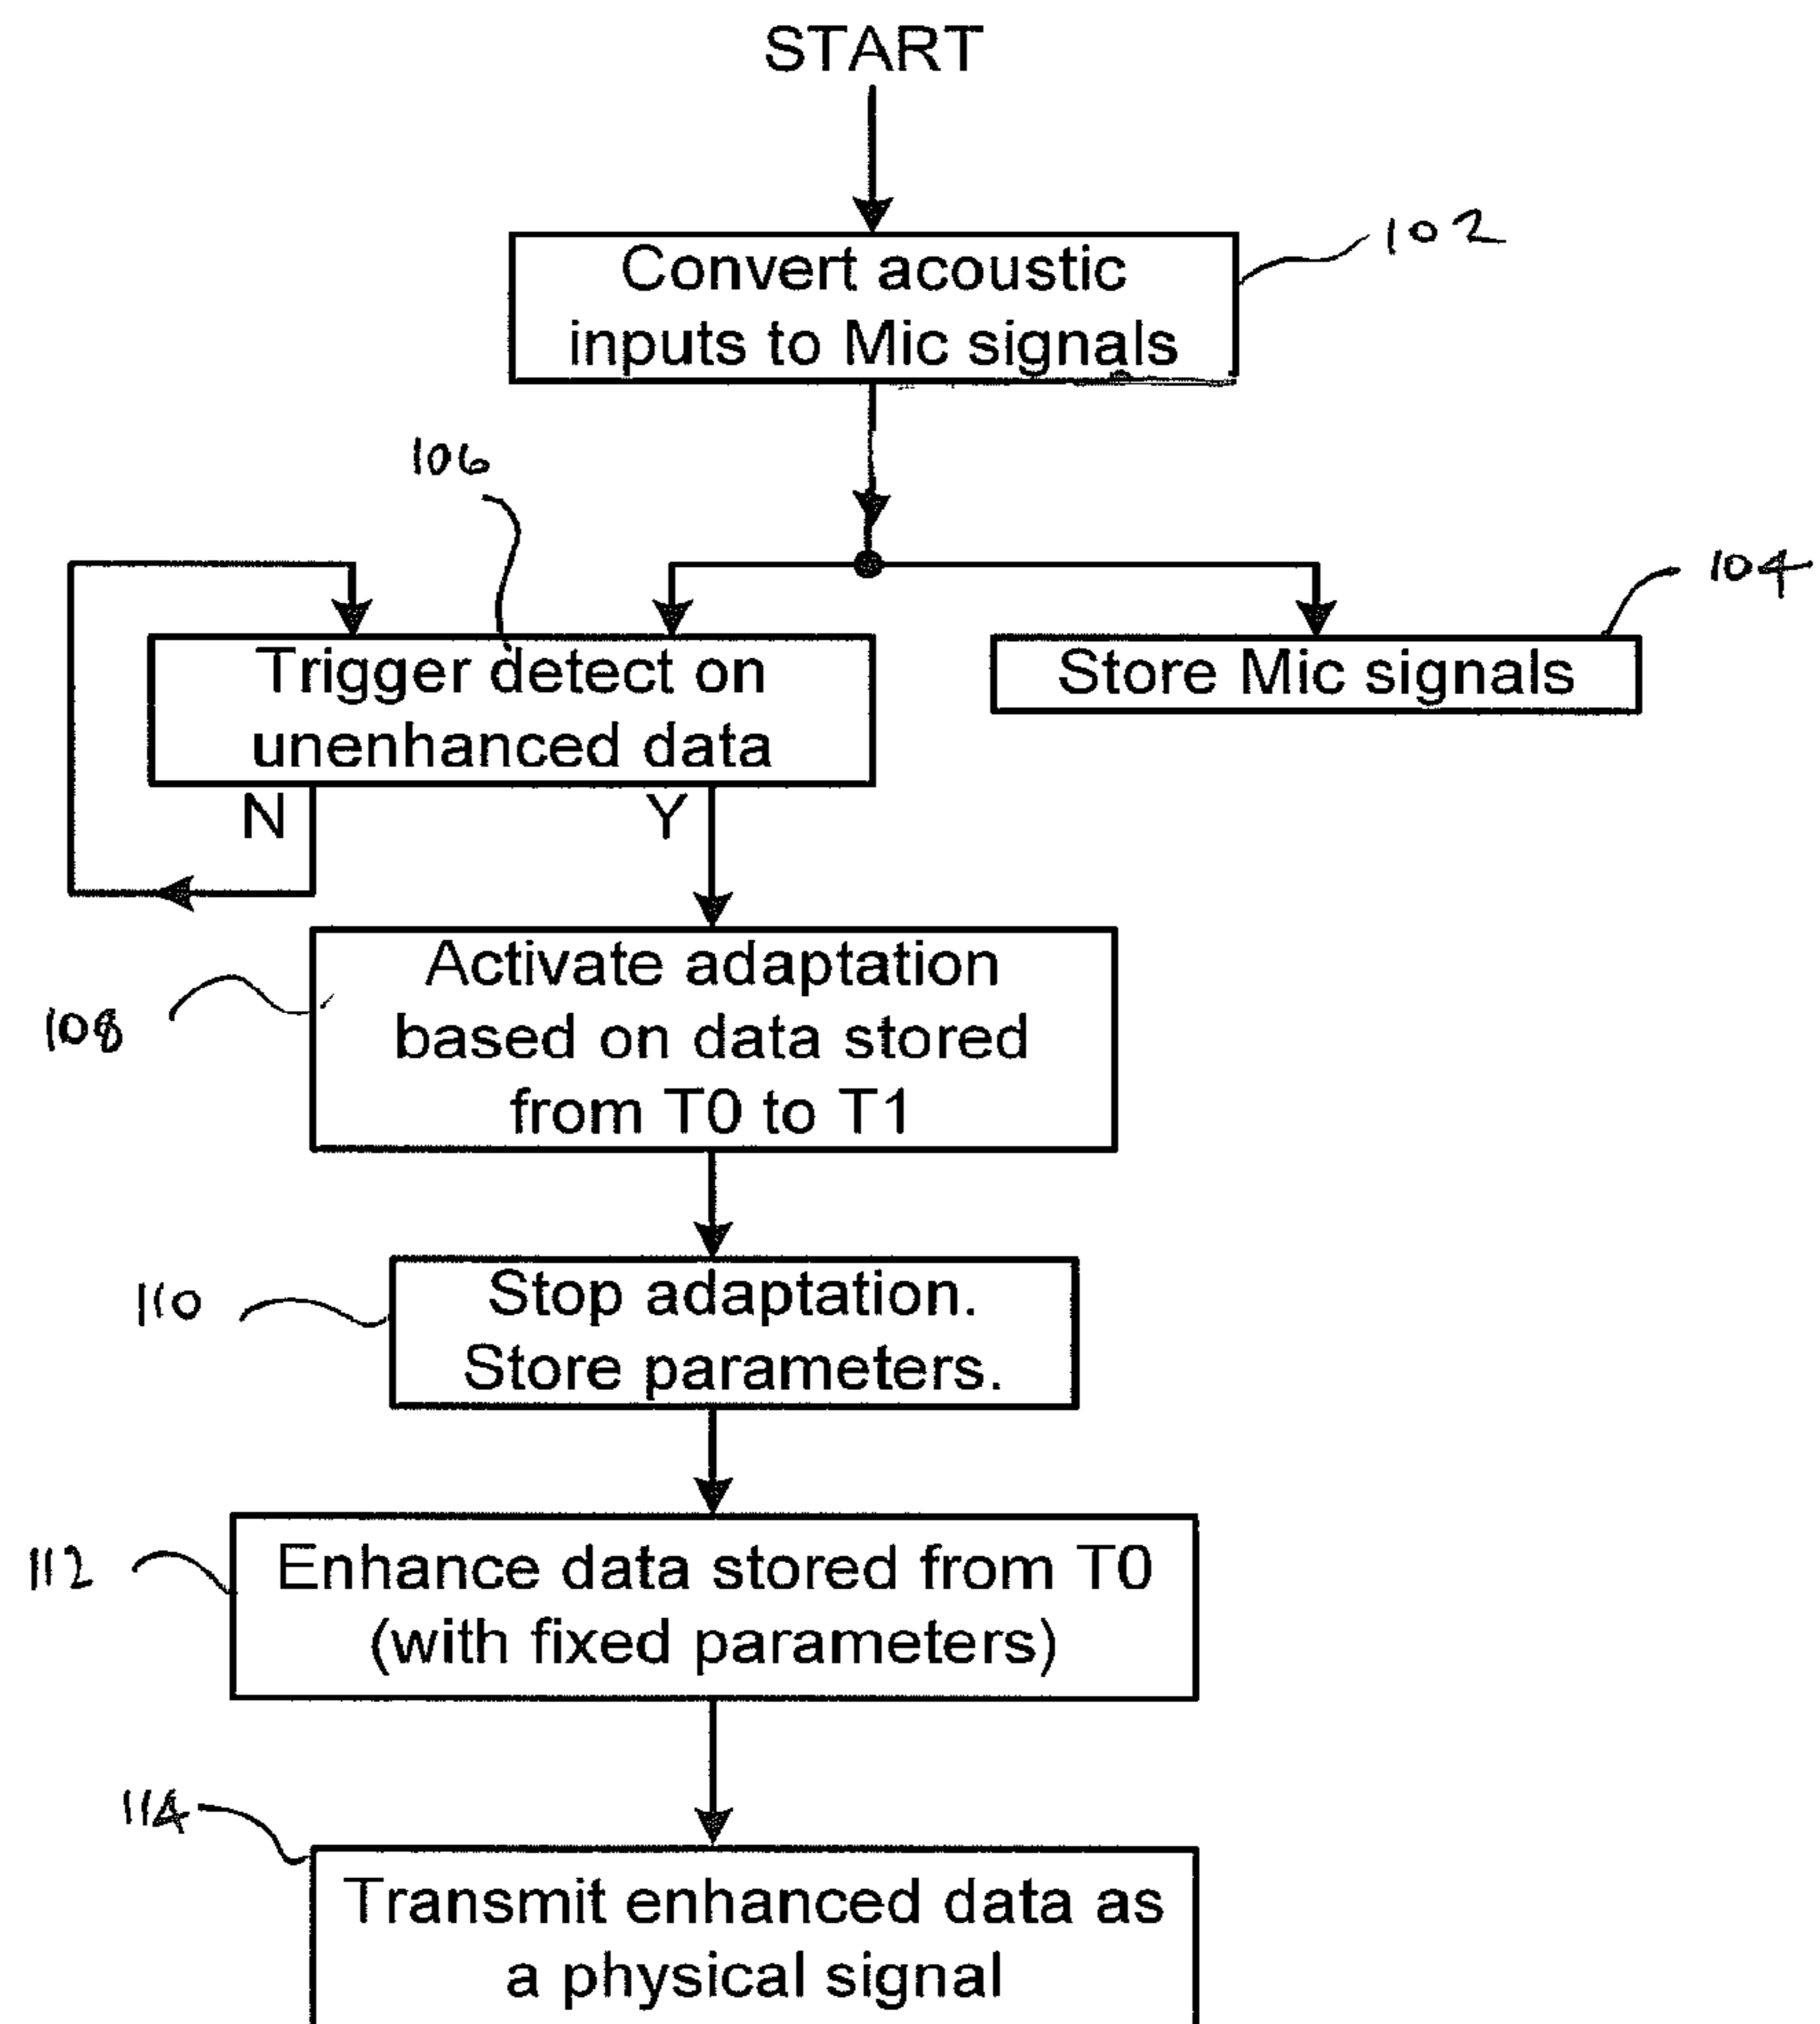 START
Convert acoustic
inputs to Mic signals
102
106
104
Trigger detect on
unenhanced data
Store Mic signals
N
Y
Activate adaptation
based on data stored
from T0 to T1
108
Stop adaptation.
Store parameters.
110
Enhance data stored from T0
(with fixed parameters)
112
114
Transmit enhanced data as
a physical signal